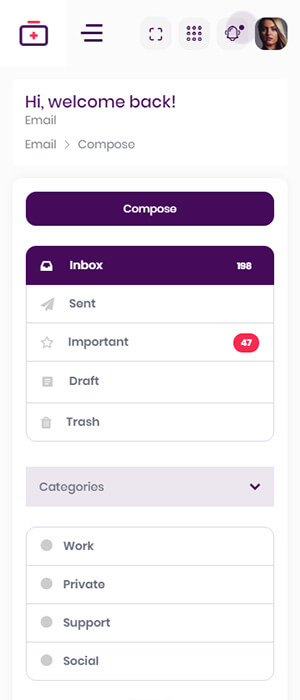 Hi, welcome back!
Email
Email > Compose
Compose
Inbox 198
Sent
Important 47
Draft
Trash
Categories
Work
Private
Support
Social